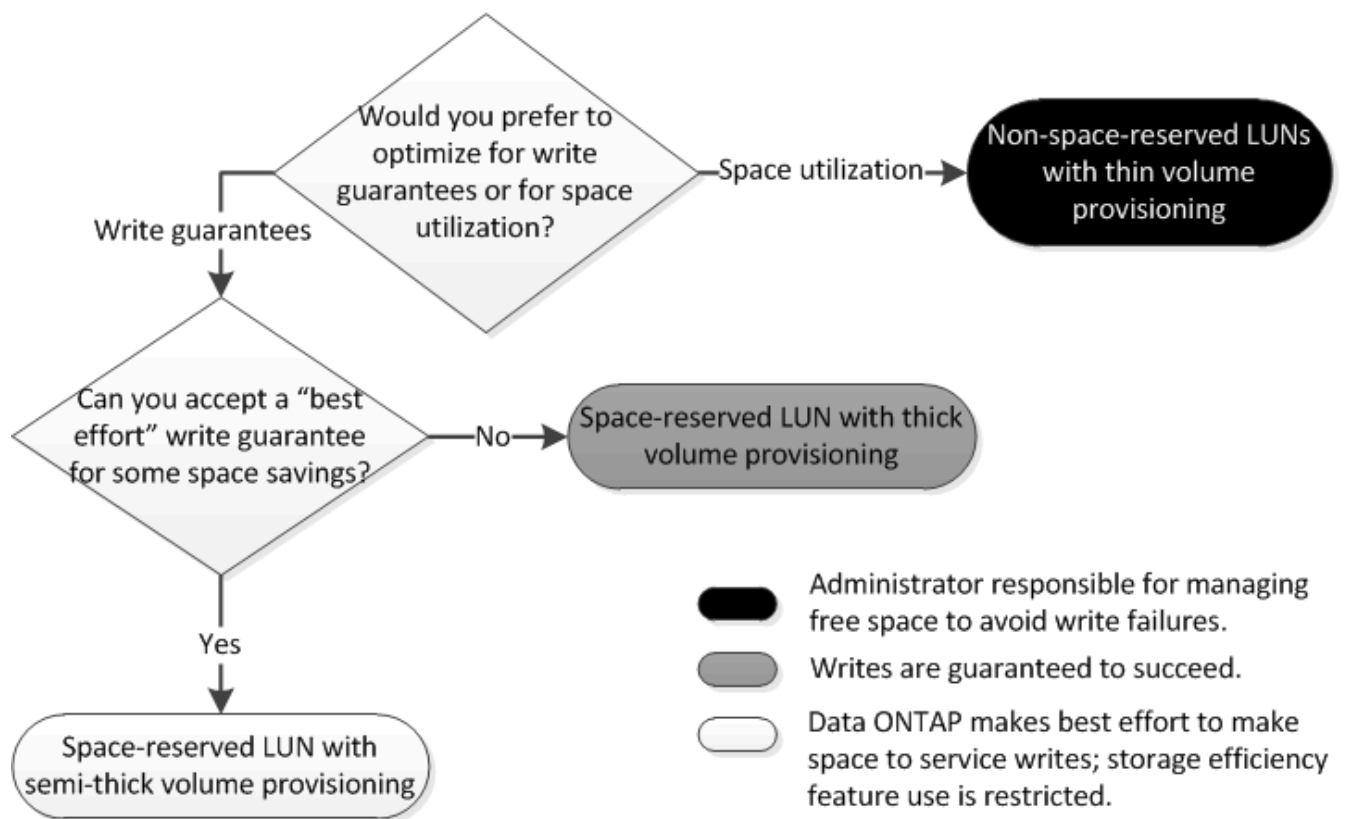 Would you prefer to
optimize for write
guarantees or for space
utilization?
Space utilization
Non-space-reserved LUNs
with thin volume
provisioning
Write guarantees
Can you accept a “best
effort” write guarantee
for some space savings?
No
Space-reserved LUN with thick
volume provisioning
Yes
Space-reserved LUN with
semi-thick volume provisioning
Administrator responsible for managing
free space to avoid write failures.
Writes are guaranteed to succeed.
Data ONTAP makes best effort to make
space to service writes; storage efficiency
feature use is restricted.